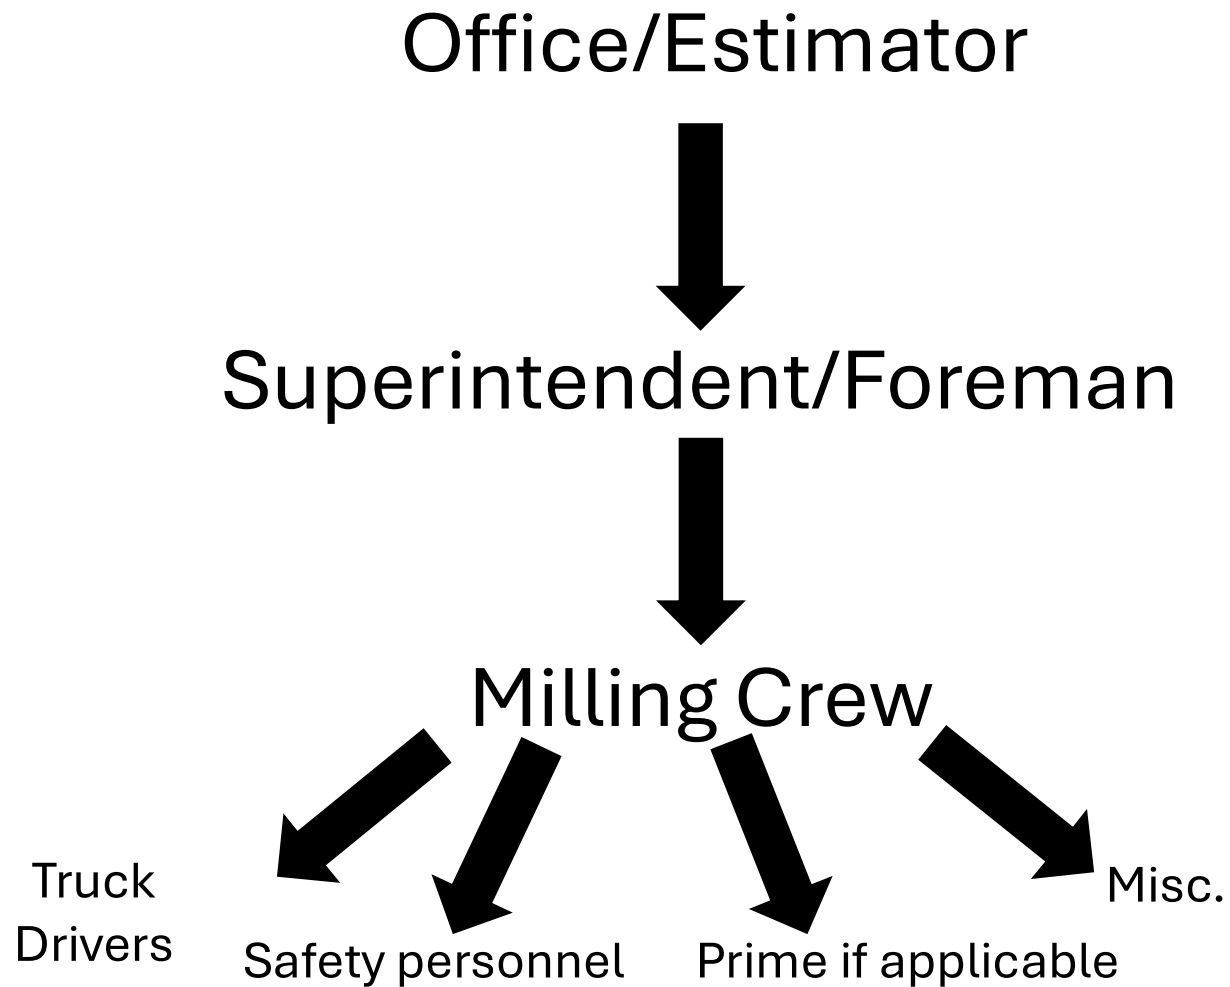 Office/Estimator
Superintendent/Foreman
Milling Crew
Truck
Drivers
Safety personnel
Prime if applicable
Misc.